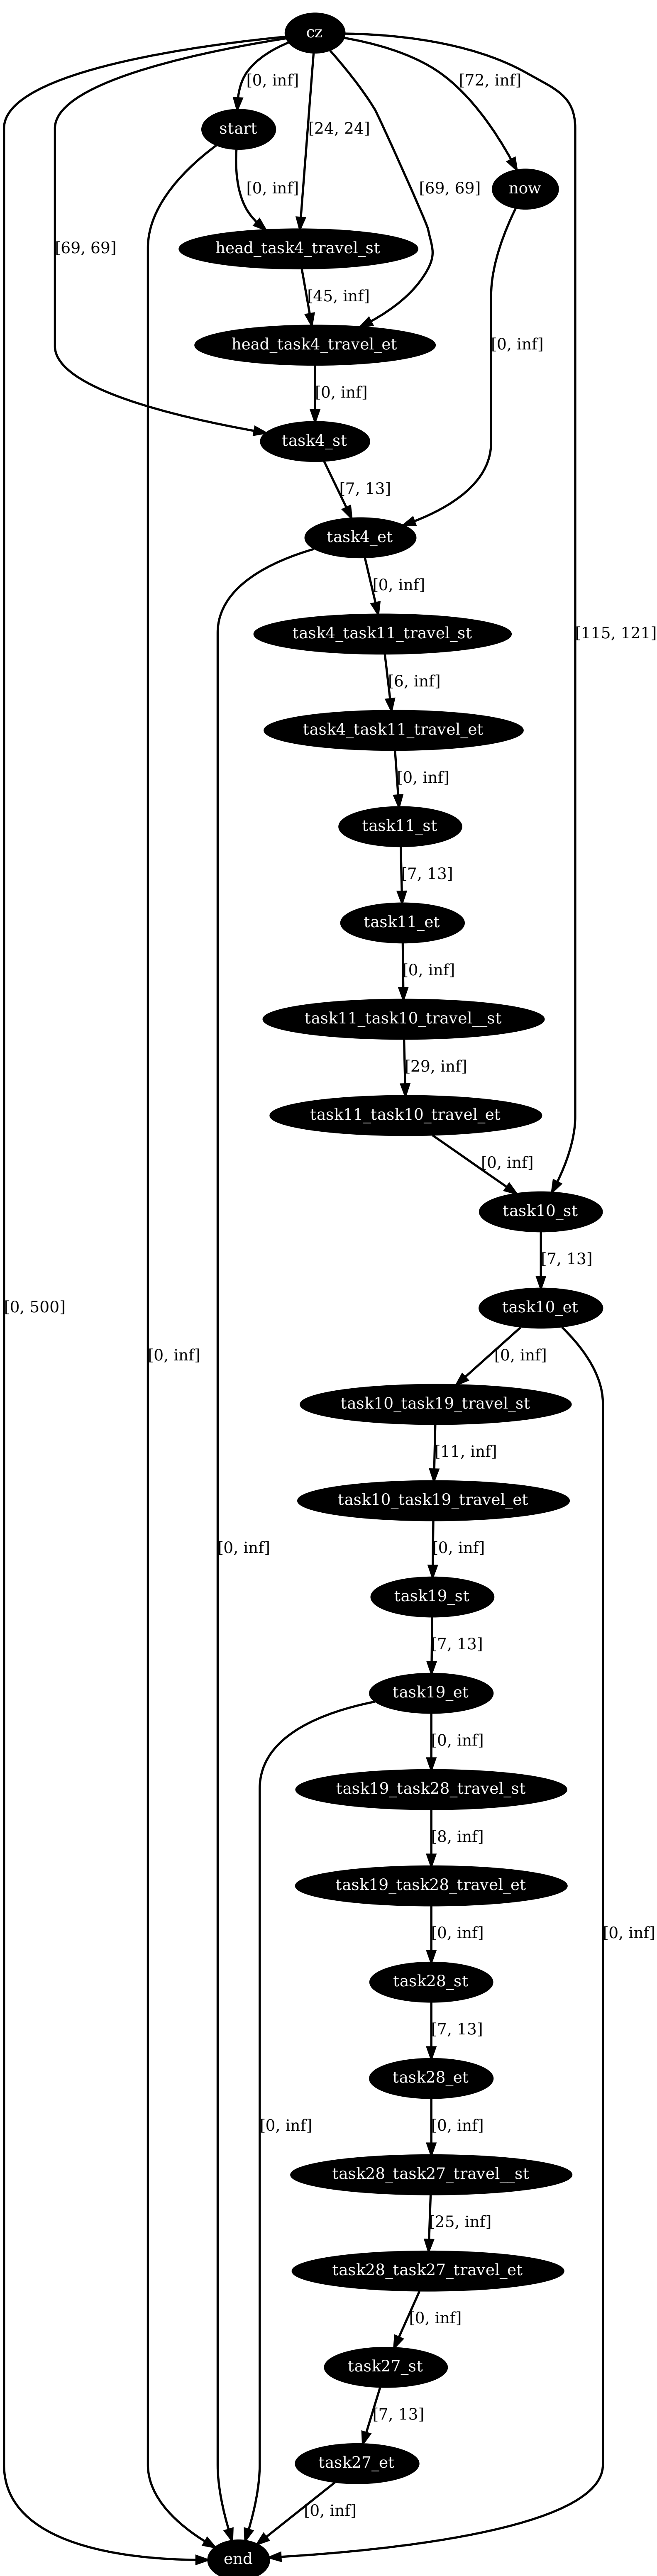 cz
[0, inf]
[72, inf]
start
[24, 24]
now
[0, inf]
[69, 69]
[69, 69]
head_task4_travel_st
[45, inf]
head_task4_travel_et
[0, inf]
[0, inf]
task4_st
[7, 13]
task4_et
[0, inf]
task4_task11_travel_st
[115, 121]
[6, inf]
task4_task11_travel_et
[0, inf]
task11_st
[7, 13]
task11_et
[0, inf]
task11_task10_travel__st
[29, inf]
task11_task10_travel_et
[0, inf]
task10_st
[7, 13]
[0, 500]
task10_et
[0, inf]
[0, inf]
task10_task19_travel_st
[11, inf]
task10_task19_travel_et
[0, inf]
[0, inf]
task19_st
[7, 13]
task19_et
[0, inf]
task19_task28_travel_st
[8, inf]
task19_task28_travel_et
[0, inf]
[0, inf]
task28_st
[7, 13]
task28_et
[0, inf]
[0, inf]
task28_task27_travel__st
[25, inf]
task28_task27_travel_et
[0, inf]
task27_st
[7, 13]
task27_et
[0, inf]
end